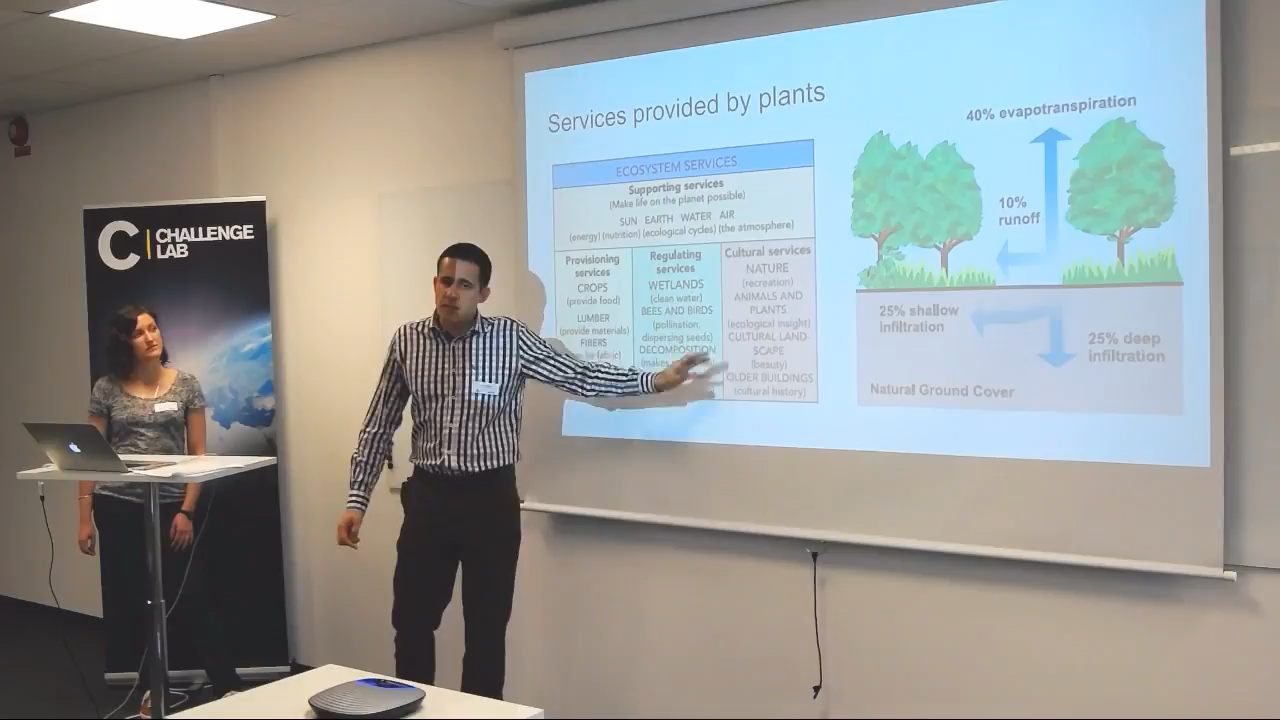 CHALLENGE
LAB
Services provided by plants
ECOSYSTEM SERVICES
Supporting services
(Make life on the planet possible)
SUN EARTH WATER AIR
(energy) (nutrition) (ecological cycles) (the atmosphere)
Provisioning
services
CROPS
(provide food)
LUMBER
(provide materials)
FIBERS
Regulating
services
WETLANDS
(clean water)
BEES AND BIRDS
(pollination,
dispersing seeds)
DECOMPOSITION
(makes
Cultural services
NATURE
(recreation)
ANIMALS AND
PLANTS
(ecological insight)
CULTURAL LAND
SCAPE
(beauty)
OLDER BUILDINGS
(cultural history)
40% evapotranspiration
10%
runoff
25% shallow
infiltration
25% deep
infiltration
Natural Ground Cover